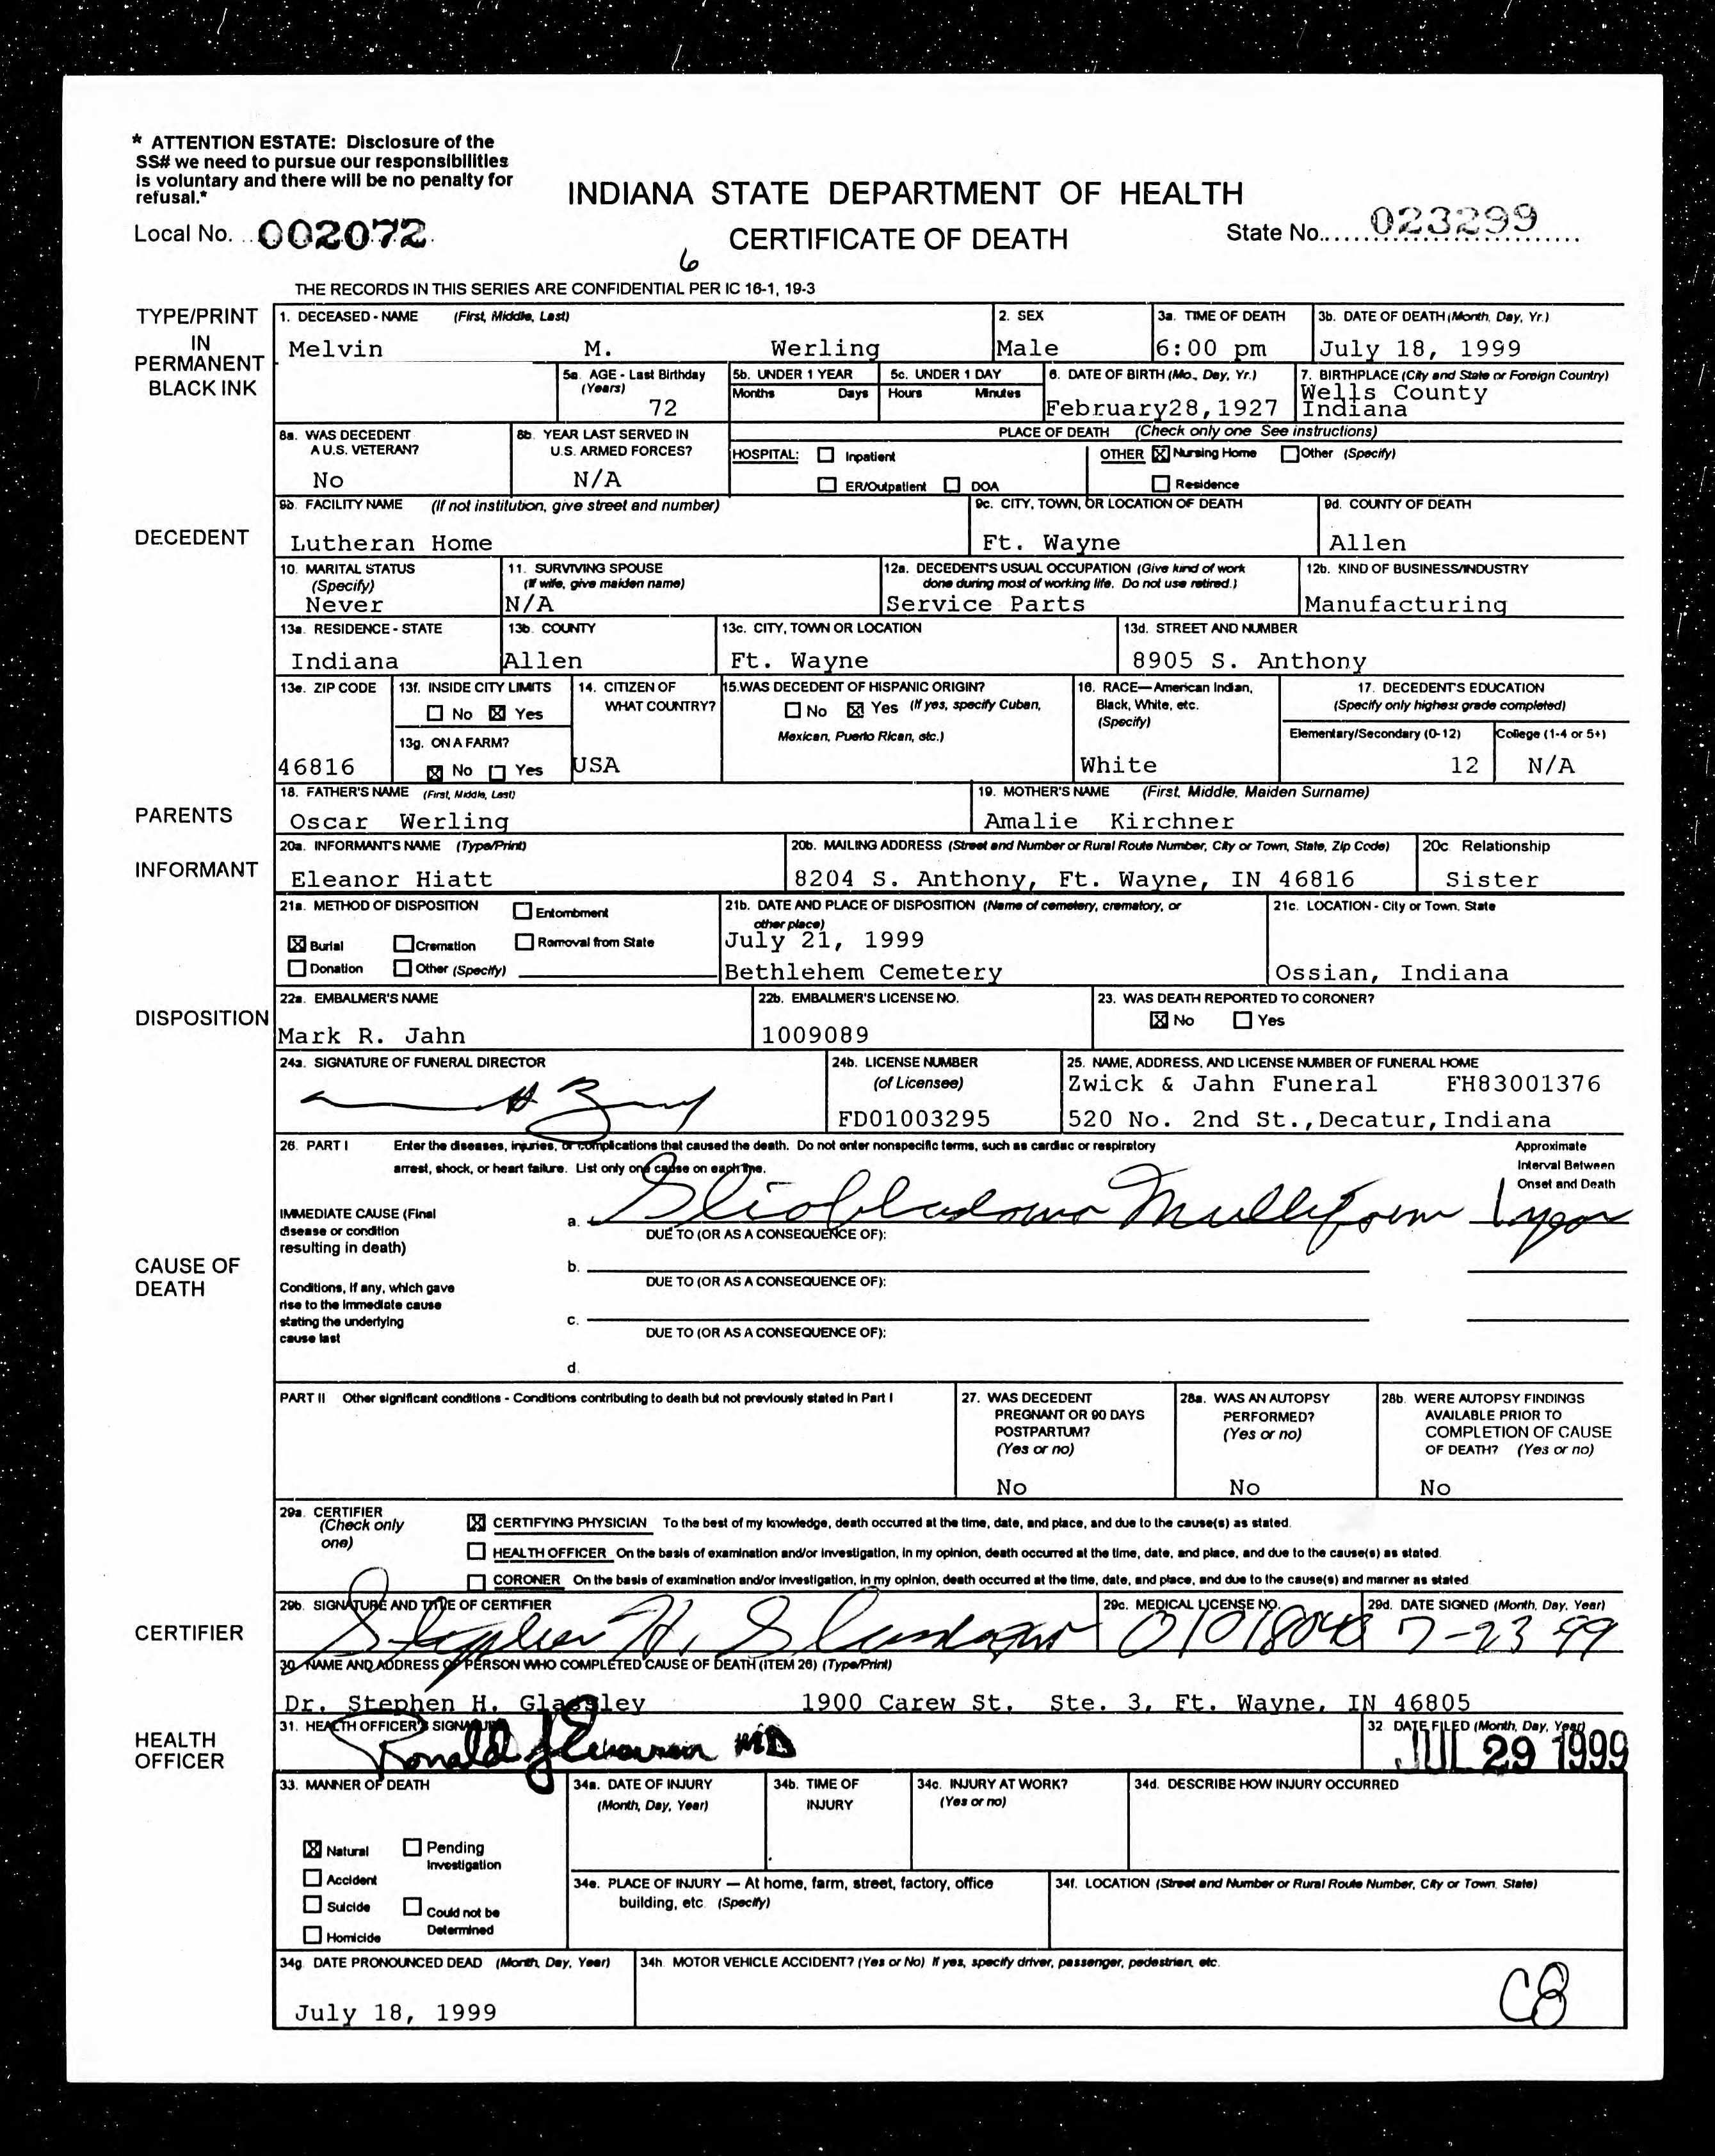 * ATTENTION ESTATE: Disclosure of the
SS# we need to pursue our responsibilities
is voluntary and there will be no penalty for
refusal.*
INDIANA STATE DEPARTMENT OF HEALTH
Local No. 002072
CERTIFICATE OF DEATH
State No. 023299
6
THE RECORDS IN THIS SERIES ARE CONFIDENTIAL PER IC 16-1, 19-3
TYPE/PRINT
IN
PERMANENT
BLACK INK
1. DECEASED - NAME (First, Middle, Last)
Melvin M. Werling
2. SEX
Male
3a. TIME OF DEATH
6:00 pm
3b. DATE OF DEATH (Month, Day, Yr.)
July 18, 1999
5a. AGE - Last Birthday
(Years)
72
5b. UNDER 1 YEAR
Months Days
5c. UNDER 1 DAY
Hours Minutes
6. DATE OF BIRTH (Mo., Day, Yr.)
February28,1927
7. BIRTHPLACE (City and State or Foreign Country)
Wells County
Indiana
DECEDENT
8a. WAS DECEDENT
A U.S. VETERAN?
No
8b. YEAR LAST SERVED IN
U.S. ARMED FORCES?
N/A
PLACE OF DEATH (Check only one See instructions)
HOSPITAL: Inpatient
ER/Outpatient DOA
OTHER Nursing Home Other (Specify)
Residence
9b. FACILITY NAME (If not institution, give street and number)
Lutheran Home
9c. CITY, TOWN, OR LOCATION OF DEATH
Ft. Wayne
9d. COUNTY OF DEATH
Allen
10. MARITAL STATUS
(Specify)
Never
11. SURVIVING SPOUSE
(If wife, give maiden name)
N/A
12a. DECEDENT'S USUAL OCCUPATION (Give kind of work
done during most of working life. Do not use retired.)
Service Parts
12b. KIND OF BUSINESS/INDUSTRY
Manufacturing
13a. RESIDENCE - STATE
Indiana
13b. COUNTY
Allen
13c. CITY, TOWN OR LOCATION
Ft. Wayne
13d. STREET AND NUMBER
8905 S. Anthony
13e. ZIP CODE
46816
13f. INSIDE CITY LIMITS
No Yes
13g. ON A FARM?
No Yes
14. CITIZEN OF
WHAT COUNTRY?
USA
15.WAS DECEDENT OF HISPANIC ORIGIN?
No Yes (If yes, specify Cuban,
Mexican, Puerto Rican, etc.)
16. RACE—American Indian,
Black, White, etc.
(Specify)
White
17. DECEDENT'S EDUCATION
(Specify only highest grade completed)
Elementary/Secondary (0-12)
12
College (1-4 or 5+)
N/A
PARENTS
18. FATHER'S NAME (First, Middle, Last)
Oscar Werling
19. MOTHER'S NAME (First, Middle, Maiden Surname)
Amalie Kirchner
INFORMANT
20a. INFORMANT'S NAME (Type/Print)
Eleanor Hiatt
20b. MAILING ADDRESS (Street and Number or Rural Route Number, City or Town, State, Zip Code)
8204 S. Anthony, Ft. Wayne, IN 46816
20c Relationship
Sister
DISPOSITION
21a. METHOD OF DISPOSITION
Entombment
Burial Cremation Removal from State
Donation Other (Specify)
21b. DATE AND PLACE OF DISPOSITION (Name of cemetery, crematory, or
other place)
July 21, 1999
Bethlehem Cemetery
21c. LOCATION - City or Town, State
Ossian, Indiana
22a. EMBALMER'S NAME
Mark R. Jahn
22b. EMBALMER'S LICENSE NO.
1009089
23. WAS DEATH REPORTED TO CORONER?
No Yes
24a. SIGNATURE OF FUNERAL DIRECTOR
24b. LICENSE NUMBER
(of Licensee)
FD01003295
25. NAME, ADDRESS, AND LICENSE NUMBER OF FUNERAL HOME
Zwick & Jahn Funeral FH83001376
520 No. 2nd St.,Decatur,Indiana
CAUSE OF
DEATH
26. PART I Enter the diseases, injuries, or complications that caused the death. Do not enter nonspecific terms, such as cardiac or respiratory
arrest, shock, or heart failure. List only one cause on each line.
Approximate
Interval Between
Onset and Death
IMMEDIATE CAUSE (Final
disease or condition
resulting in death)
a. Glioblastoma Multiform 1 year
DUE TO (OR AS A CONSEQUENCE OF):
b.
DUE TO (OR AS A CONSEQUENCE OF):
Conditions, if any, which gave
rise to the immediate cause
stating the underlying
cause last
c.
DUE TO (OR AS A CONSEQUENCE OF):
d.
PART II Other significant conditions - Conditions contributing to death but not previously stated in Part I
27. WAS DECEDENT
PREGNANT OR 90 DAYS
POSTPARTUM?
(Yes or no)
No
28a. WAS AN AUTOPSY
PERFORMED?
(Yes or no)
No
28b. WERE AUTOPSY FINDINGS
AVAILABLE PRIOR TO
COMPLETION OF CAUSE
OF DEATH? (Yes or no)
No
CERTIFIER
29a. CERTIFIER
(Check only
one)
CERTIFYING PHYSICIAN To the best of my knowledge, death occurred at the time, date, and place, and due to the cause(s) as stated.
HEALTH OFFICER On the basis of examination and/or investigation, in my opinion, death occurred at the time, date, and place, and due to the cause(s) as stated.
CORONER On the basis of examination and/or investigation, in my opinion, death occurred at the time, date, and place, and due to the cause(s) and manner as stated
29b. SIGNATURE AND TITLE OF CERTIFIER
Stephen H.
29c. MEDICAL LICENSE NO.
29d. DATE SIGNED (Month, Day, Year)
7-23 99
30. NAME AND ADDRESS OF PERSON WHO COMPLETED CAUSE OF DEATH (ITEM 26) (Type/Print)
Dr. Stephen H. Glassley 1900 Carew St. Ste. 3, Ft. Wayne, IN 46805
HEALTH
OFFICER
31. HEALTH OFFICER'S SIGNATURE
Ronald MD
32 DATE FILED (Month, Day, Year)
JUL 29 1999
33. MANNER OF DEATH
Natural Pending
Investigation
Accident
Suicide Could not be
Determined
Homicide
34a. DATE OF INJURY
(Month, Day, Year)
34b. TIME OF
INJURY
34c. INJURY AT WORK?
(Yes or no)
34d. DESCRIBE HOW INJURY OCCURRED
34e. PLACE OF INJURY — At home, farm, street, factory, office
building, etc. (Specify)
34f. LOCATION (Street and Number or Rural Route Number, City or Town, State)
34g. DATE PRONOUNCED DEAD (Month, Day, Year)
July 18, 1999
34h. MOTOR VEHICLE ACCIDENT? (Yes or No) If yes, specify driver, passenger, pedestrian, etc.
CB